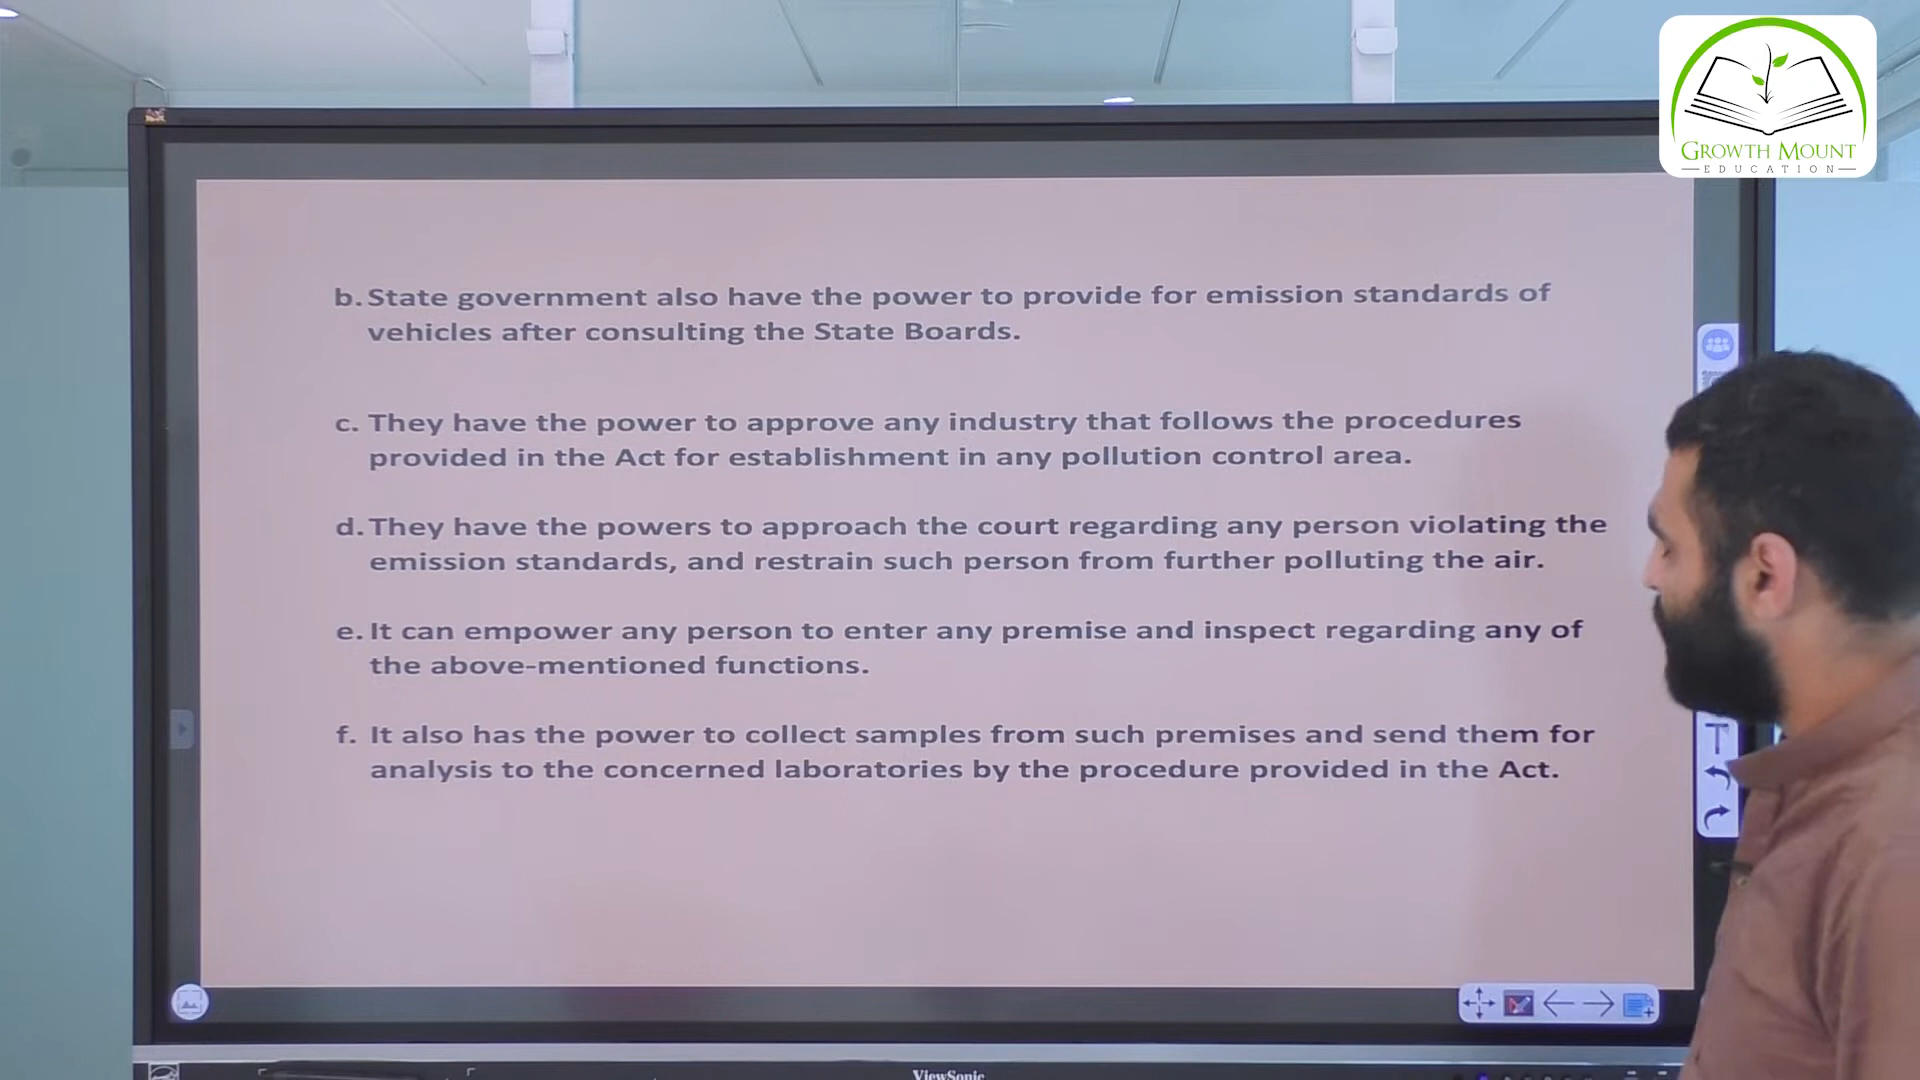 GROWTH MOUNT
EDUCATION
b. State government also have the power to provide for emission standards of
vehicles after consulting the State Boards.
c. They have the power to approve any industry that follows the procedures
provided in the Act for establishment in any pollution control area.
d. They have the powers to approach the court regarding any person violating the
emission standards, and restrain such person from further polluting the air.
e. It can empower any person to enter any premise and inspect regarding any of
the above-mentioned functions.
f. It also has the power to collect samples from such premises and send them for
analysis to the concerned laboratories by the procedure provided in the Act.
T
ViewSonic